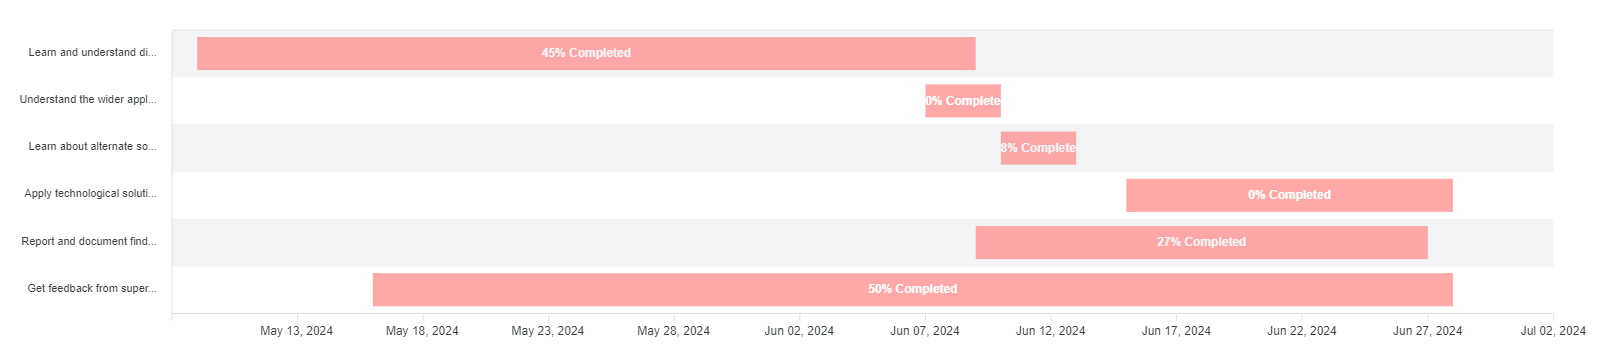 Learn and understand di...
45% Completed
Understand the wider appl...
0% Complete
Learn about alternate so...
8% Complete
Apply technological soluti...
0% Completed
Report and document find...
27% Completed
Get feedback from super...
50% Completed
May 13, 2024 May 18, 2024 May 23, 2024 May 28, 2024 Jun 02, 2024 Jun 07, 2024 Jun 12, 2024 Jun 17, 2024 Jun 22, 2024 Jun 27, 2024 Jul 02, 2024